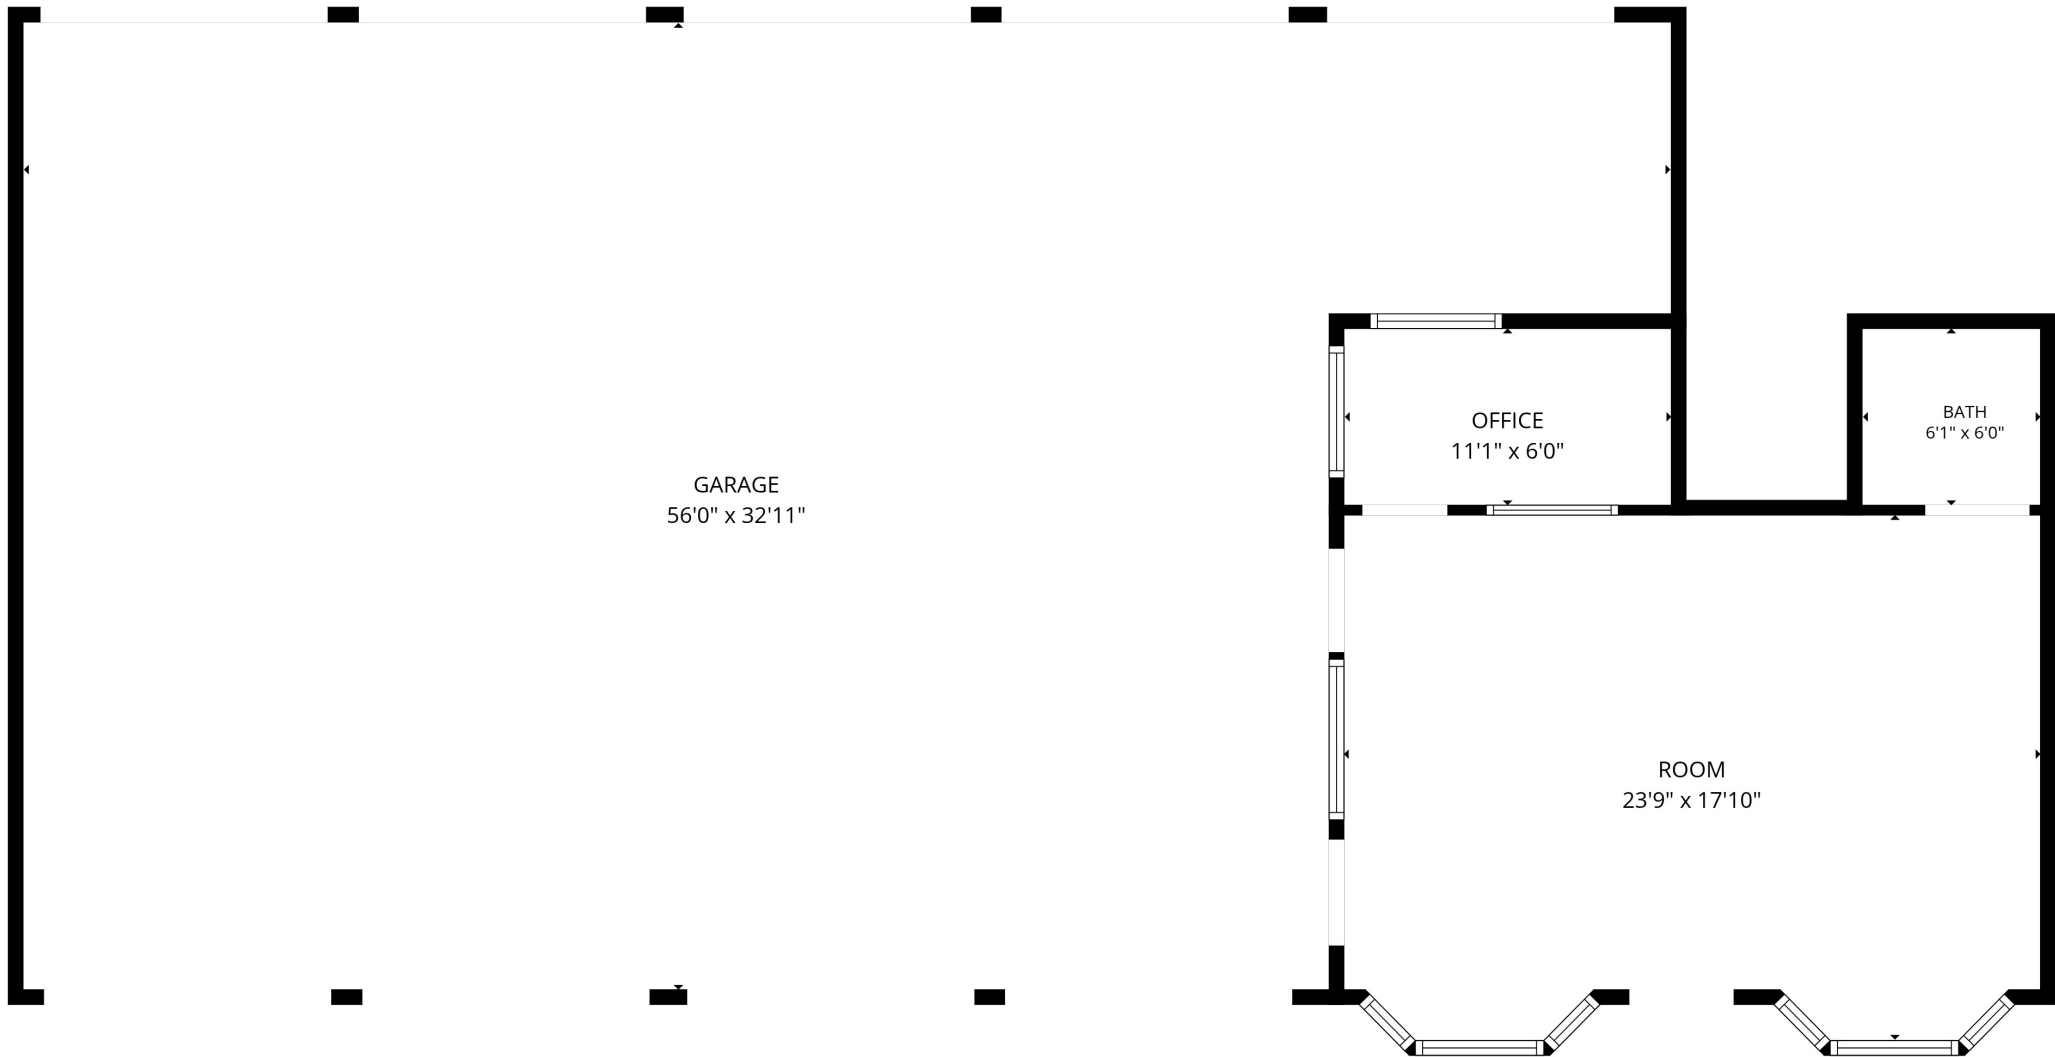 GARAGE
56'0" x 32'11"
OFFICE
11'1" x 6'0"
BATH
6'1" x 6'0"
ROOM
23'9" x 17'10"